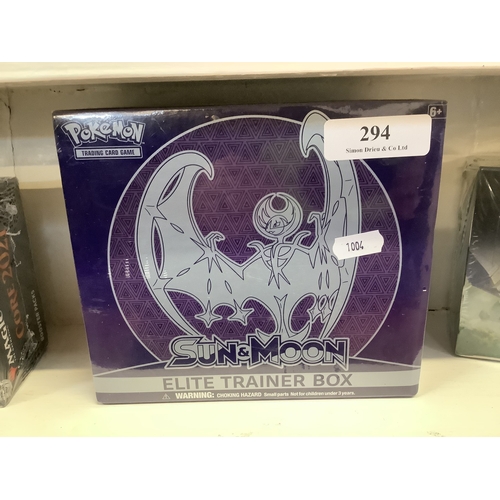 POKéMON
TRADING CARD GAME
6+
294
Simon Drieu & Co Ltd
1004
SUN & MOON
ELITE TRAINER BOX
WARNING: CHOKING HAZARD Small parts. Not for children under 3 years.